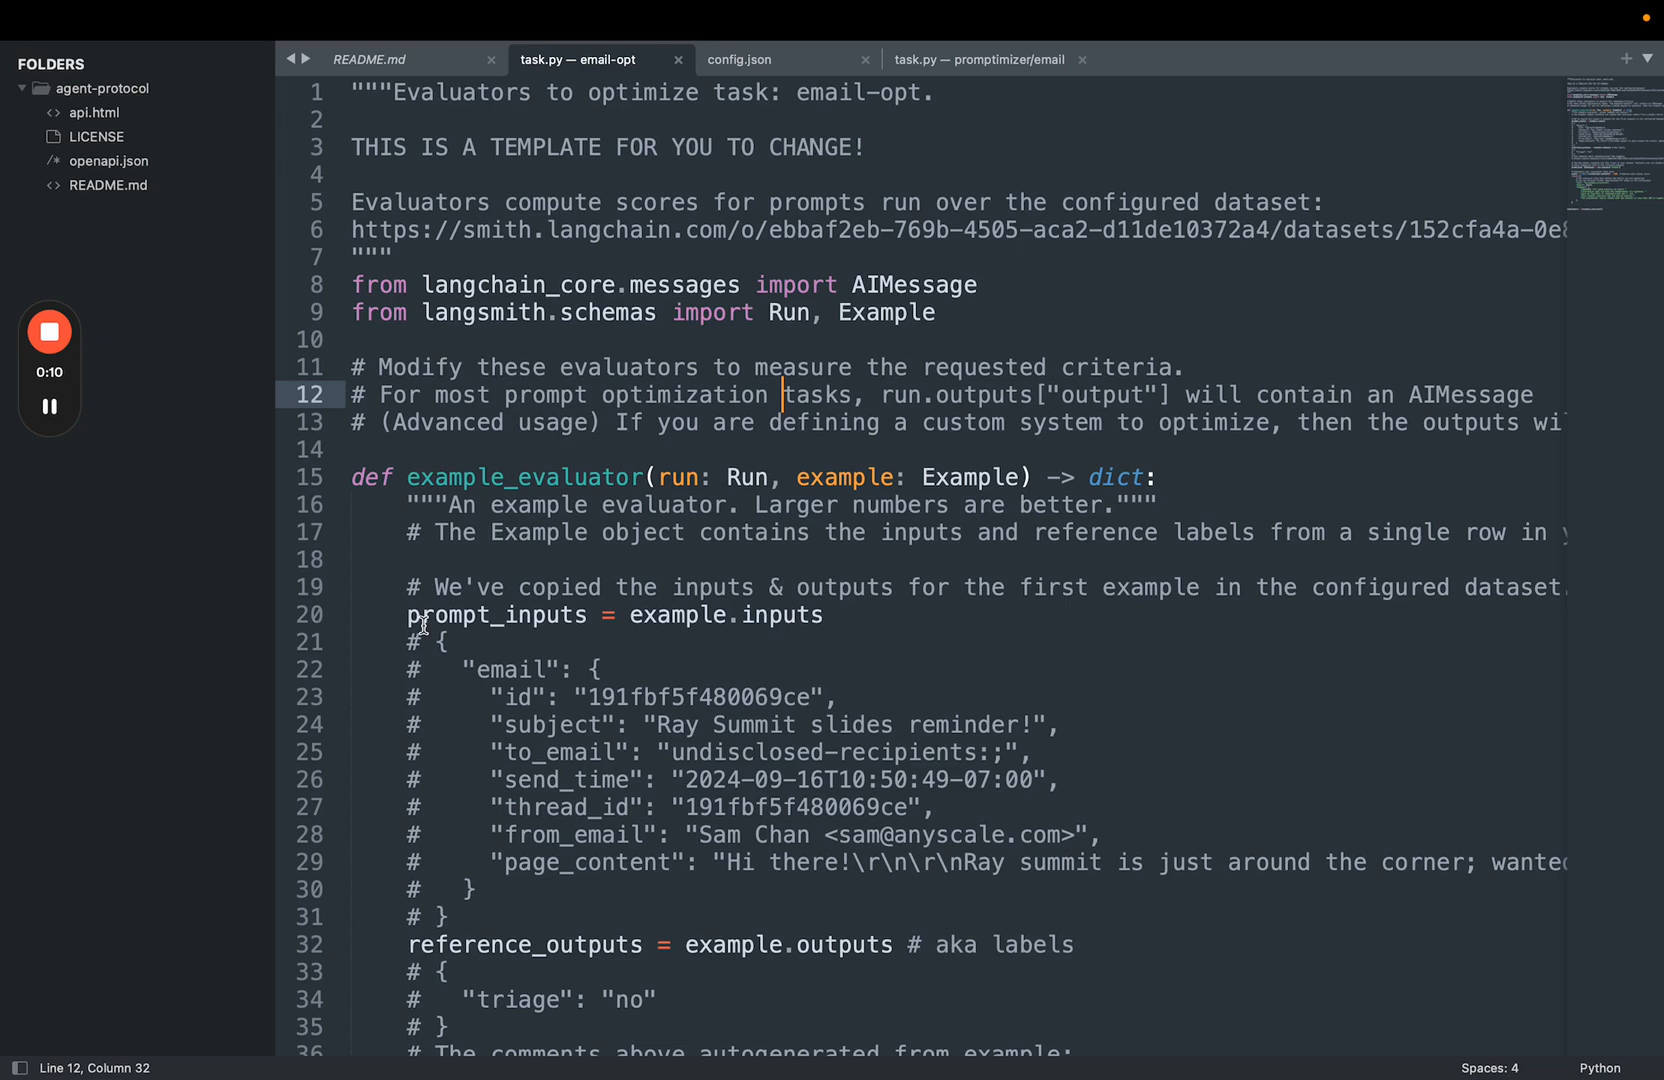 FOLDERS
agent-protocol
api.html
LICENSE
/* openapi.json
README.md
0:10
README.md
task.py — email-opt
config.json
task.py — promptimizer/email
1 """Evaluators to optimize task: email-opt.
2
3 THIS IS A TEMPLATE FOR YOU TO CHANGE!
4
5 Evaluators compute scores for prompts run over the configured dataset:
6 https://smith.langchain.com/o/ebbaf2eb-769b-4505-aca2-d11de10372a4/datasets/152cfa4a-0e
7 """
8 from langchain_core.messages import AIMessage
9 from langsmith.schemas import Run, Example
10
11 # Modify these evaluators to measure the requested criteria.
12 # For most prompt optimization tasks, run.outputs["output"] will contain an AIMessage
13 # (Advanced usage) If you are defining a custom system to optimize, then the outputs wi
14
15 def example_evaluator(run: Run, example: Example) -> dict:
16 """An example evaluator. Larger numbers are better."""
17 # The Example object contains the inputs and reference labels from a single row in
18
19 # We've copied the inputs & outputs for the first example in the configured dataset.
20 prompt_inputs = example.inputs
21 # {
22 # "email": {
23 # "id": "191fbf5f480069ce",
24 # "subject": "Ray Summit slides reminder!",
25 # "to_email": "undisclosed-recipients:;",
26 # "send_time": "2024-09-16T10:50:49-07:00",
27 # "thread_id": "191fbf5f480069ce",
28 # "from_email": "Sam Chan <sam@anyscale.com>",
29 # "page_content": "Hi there!\r\n\r\nRay summit is just around the corner; wante
30 # }
31 # }
32 reference_outputs = example.outputs # aka labels
33 # {
34 # "triage": "no"
35 # }
36 # The comments above autogenerated from example:
Line 12, Column 32
Spaces: 4
Python